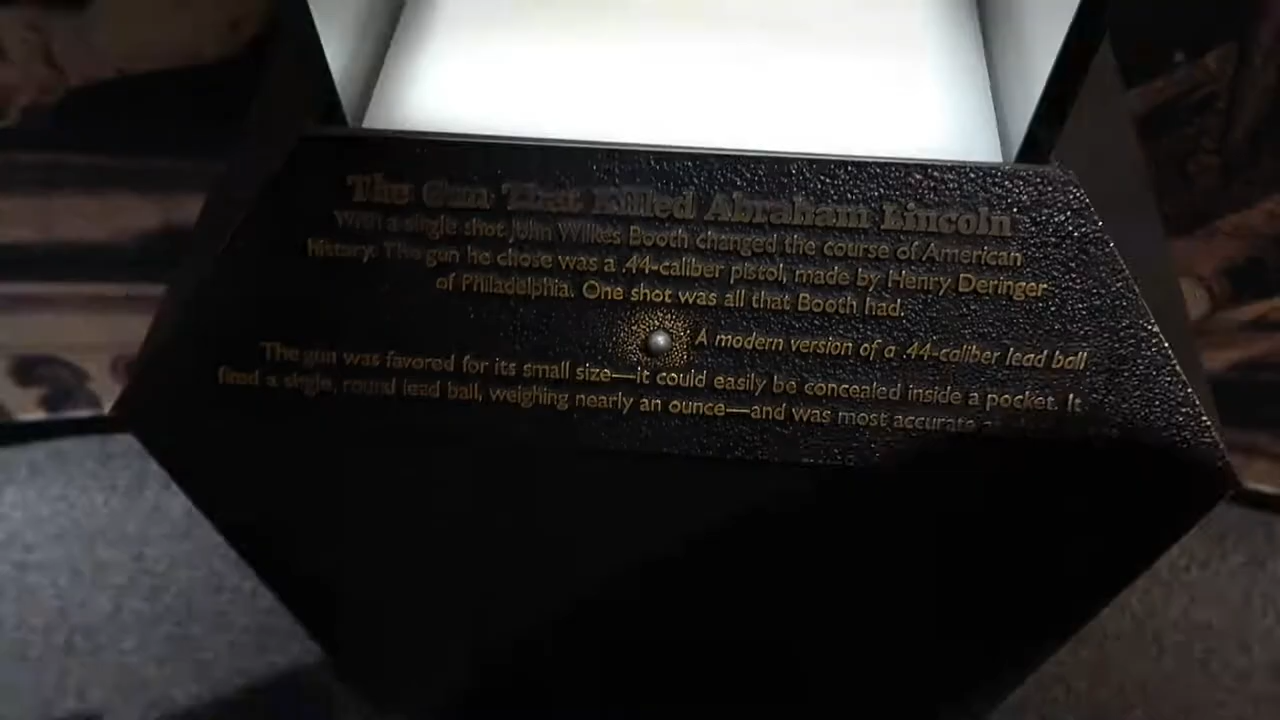 The Gun That Killed Abraham Lincoln
With a single shot John Wilkes Booth changed the course of American
history. The gun he chose was a .44-caliber pistol, made by Henry Deringer
of Philadelphia. One shot was all that Booth had.
A modern version of a .44-caliber lead ball
The gun was favored for its small size—it could easily be concealed inside a pocket. It
fired a single, round lead ball, weighing nearly an ounce—and was most accurate